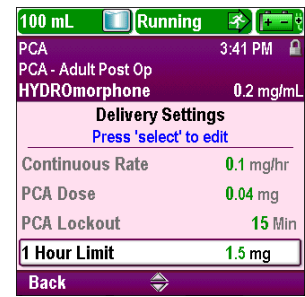 100 mL Running
PCA 3:41 PM
PCA - Adult Post Op
HYDROmorphone 0.2 mg/mL
Delivery Settings
Press 'select' to edit
Continuous Rate 0.1 mg/hr
PCA Dose 0.04 mg
PCA Lockout 15 Min
1 Hour Limit 1.5 mg
Back